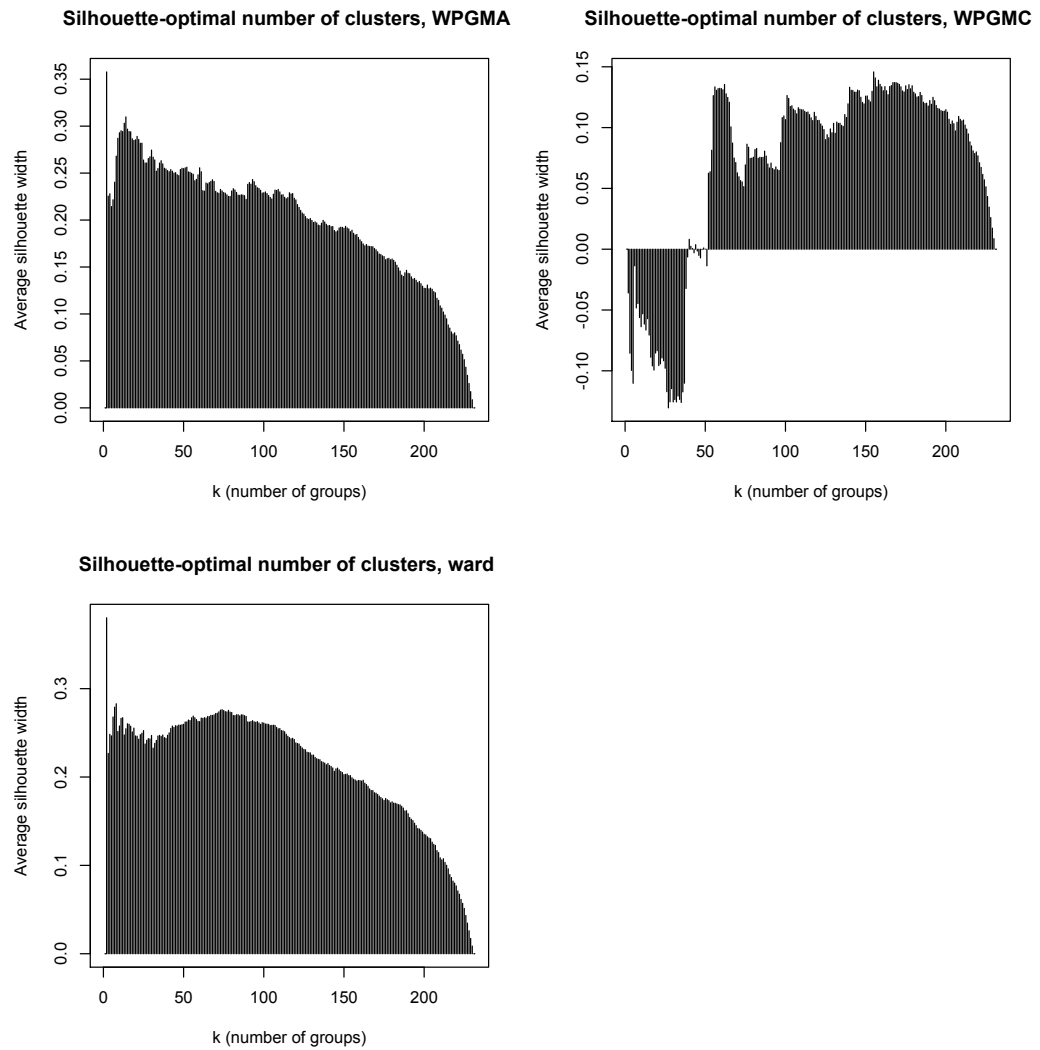 Silhouette-optimal number of clusters, WPGMA
Average silhouette width
0.00 0.05 0.10 0.15 0.20 0.25 0.30 0.35
0 50 100 150 200
k (number of groups)
Silhouette-optimal number of clusters, WPGMC
Average silhouette width
-0.10 -0.05 0.00 0.05 0.10 0.15
0 50 100 150 200
k (number of groups)
Silhouette-optimal number of clusters, ward
Average silhouette width
0.0 0.1 0.2 0.3
0 50 100 150 200
k (number of groups)